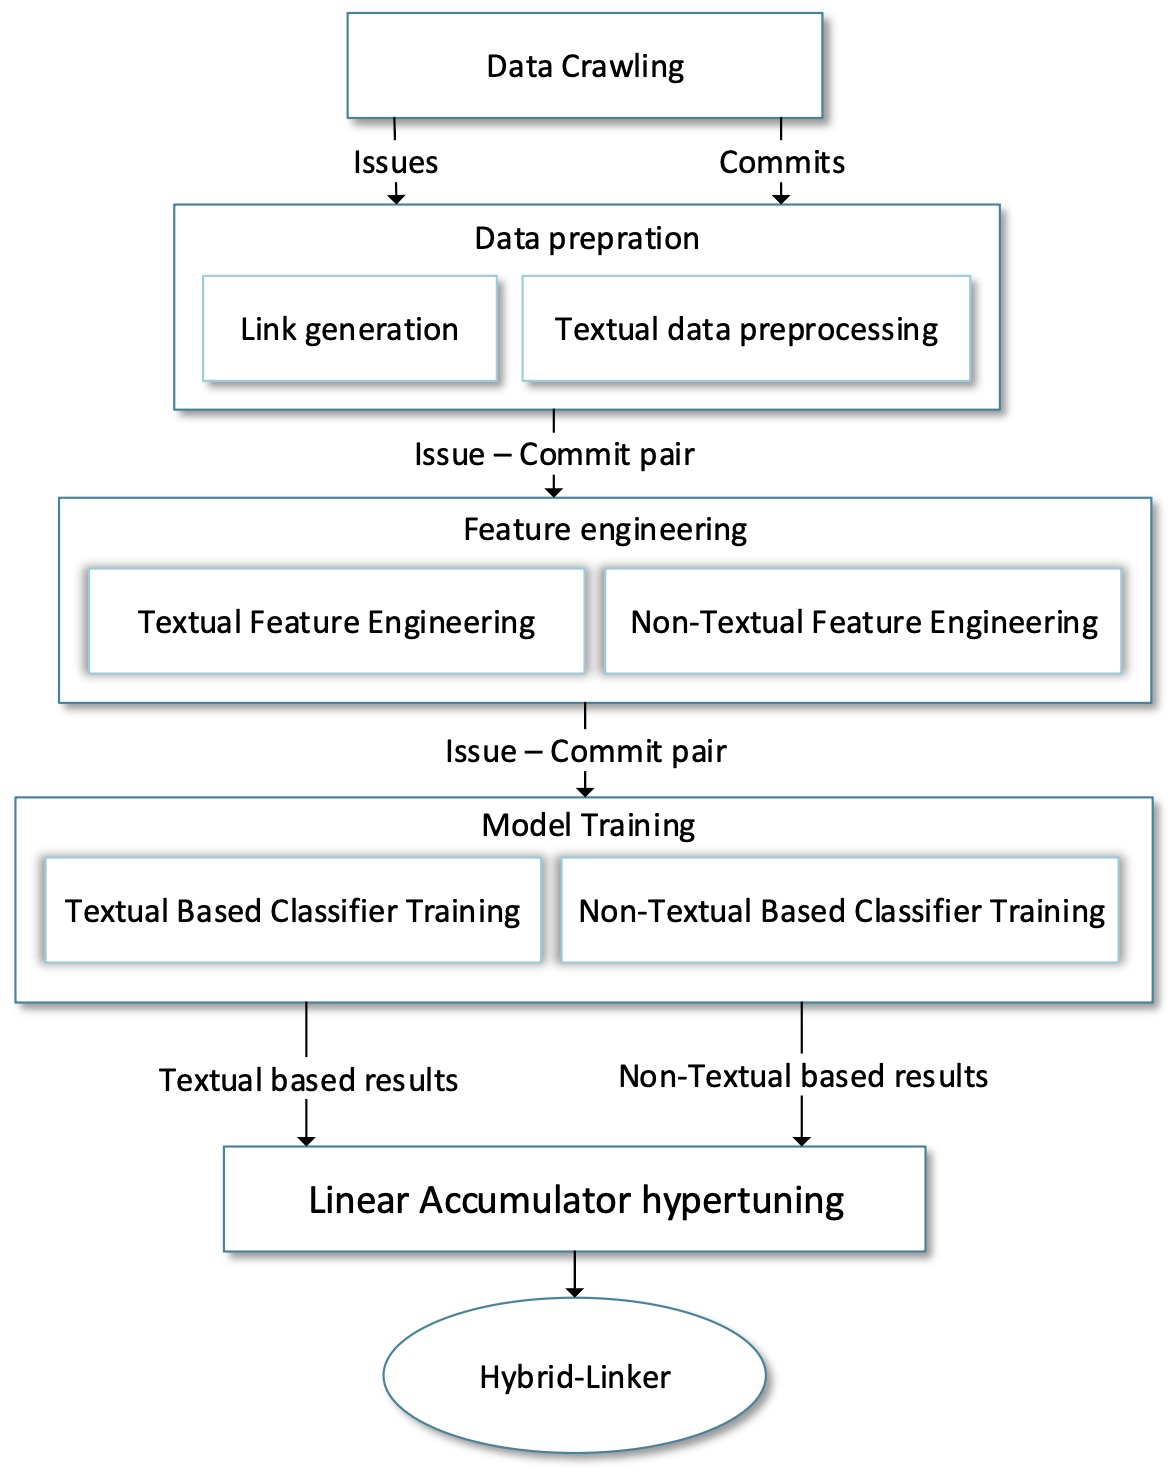 Data Crawling
Issues
Commits
Data prepration
Link generation
Textual data preprocessing
Issue – Commit pair
Feature engineering
Textual Feature Engineering
Non-Textual Feature Engineering
Issue – Commit pair
Model Training
Textual Based Classifier Training
Non-Textual Based Classifier Training
Textual based results
Non-Textual based results
Linear Accumulator hypertuning
Hybrid-Linker